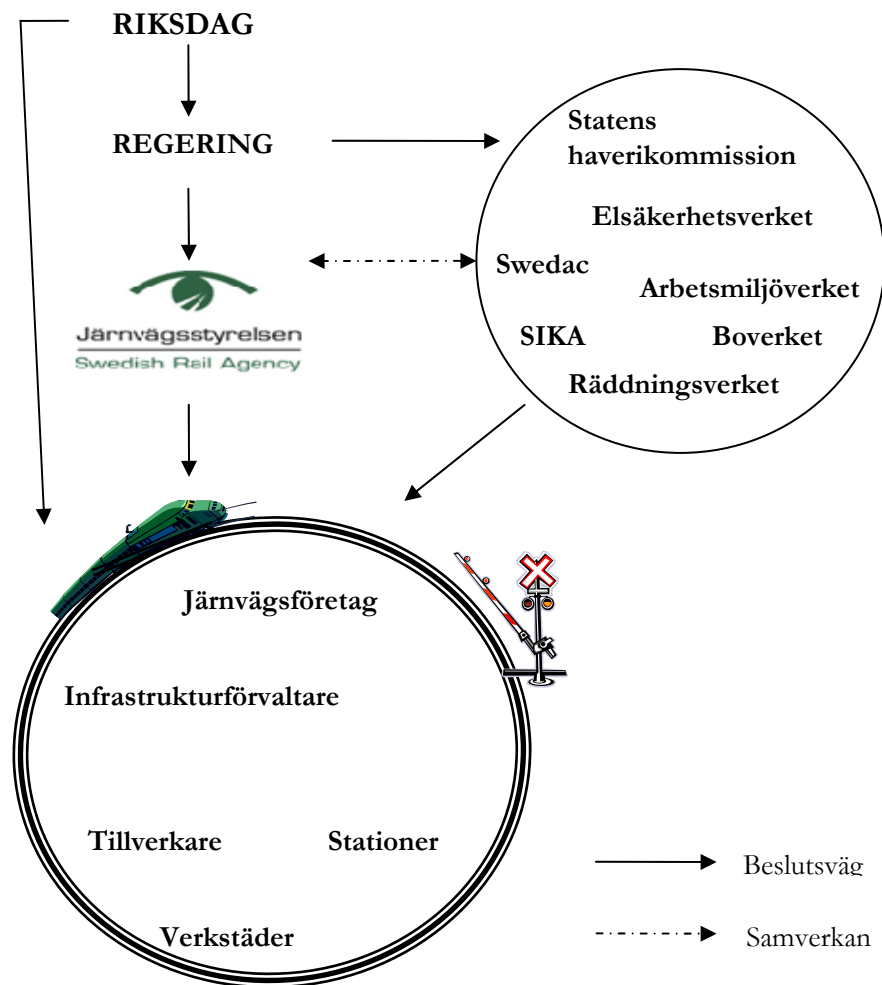 RIKSDAG
REGERING
Statens
haverikommission
Elsäkerhetsverket
Swedac
Arbetsmiljöverket
SIKA
Boverket
Räddningsverket
Järnvägsstyrelsen
Swedish Rail Agency
Järnvägsföretag
Infrastrukturförvaltare
Tillverkare
Stationer
Verkstäder
Beslutsväg
Samverkan